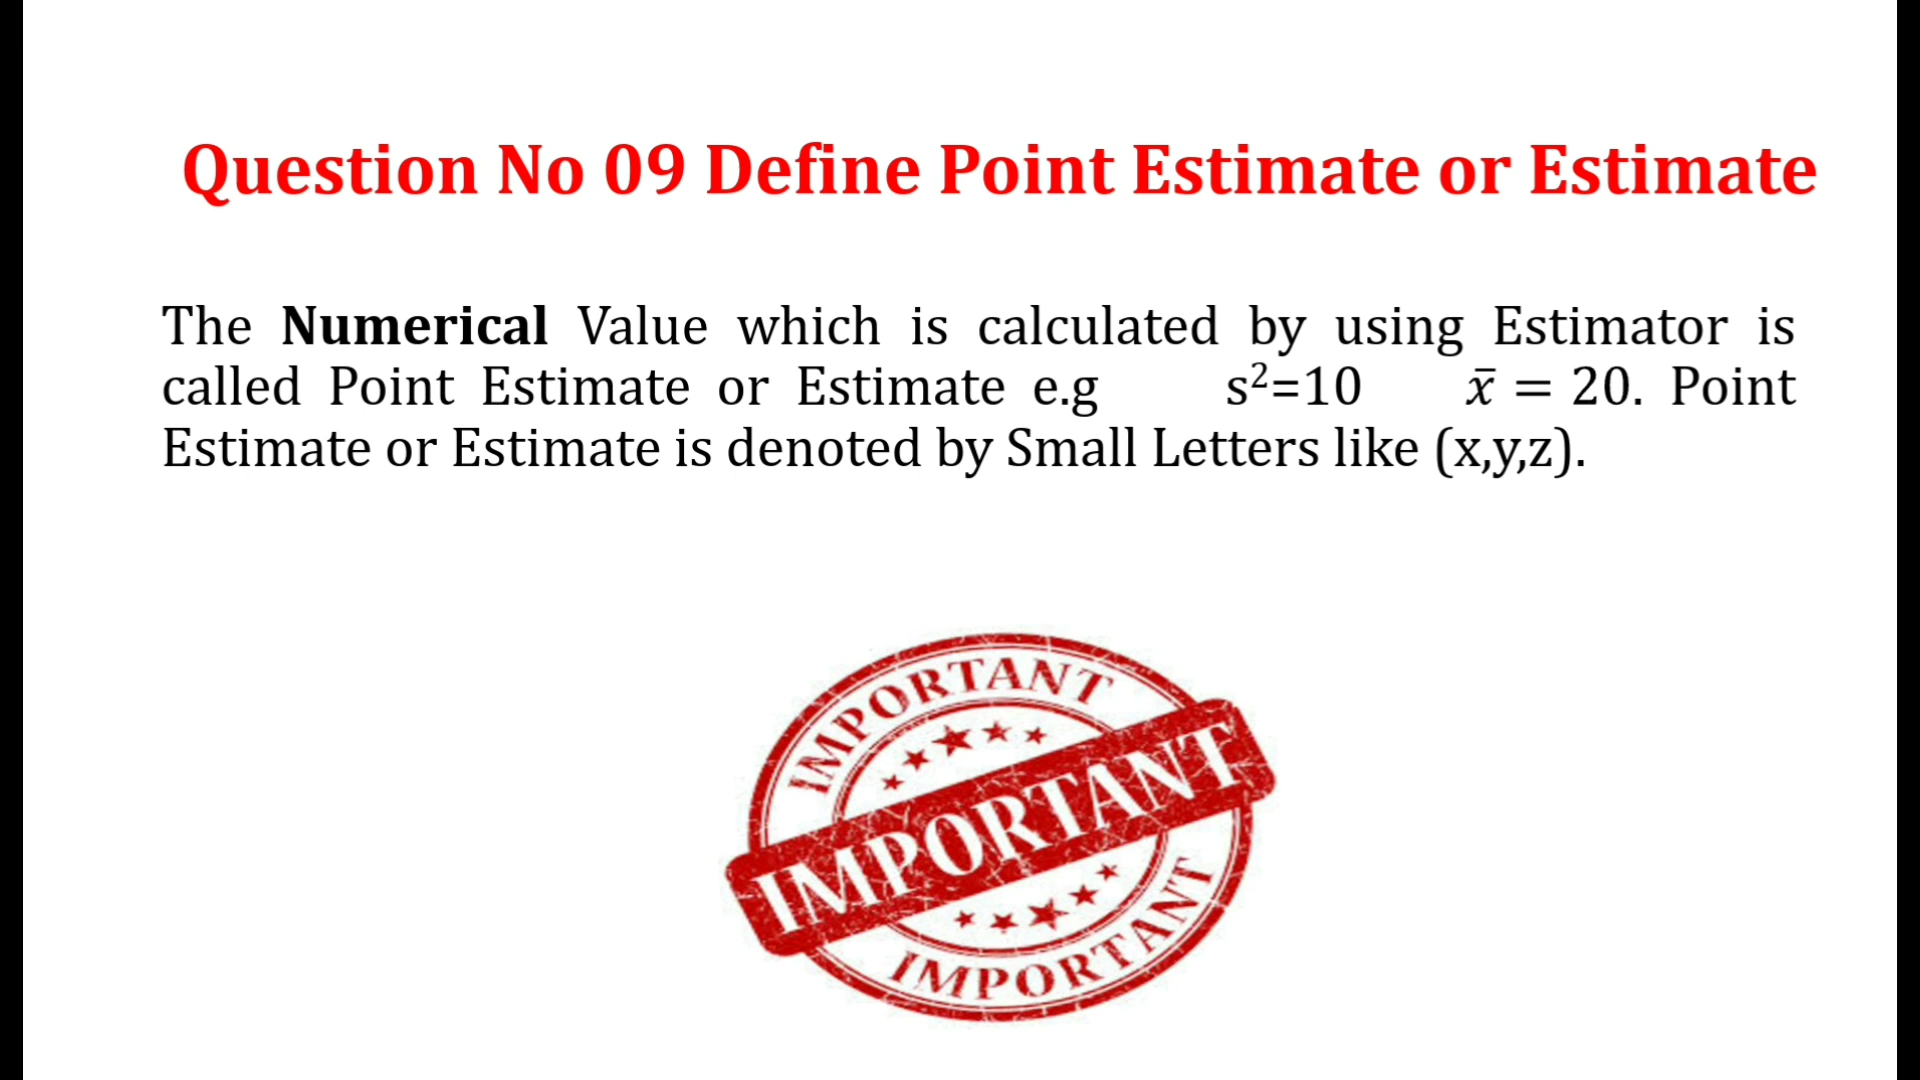 Question No 09 Define Point Estimate or Estimate
The Numerical Value which is calculated by using Estimator is
called Point Estimate or Estimate e.g s²=10 x̄ = 20. Point
Estimate or Estimate is denoted by Small Letters like (x,y,z).
IMPORTANT
IMPORTANT
IMPORTANT